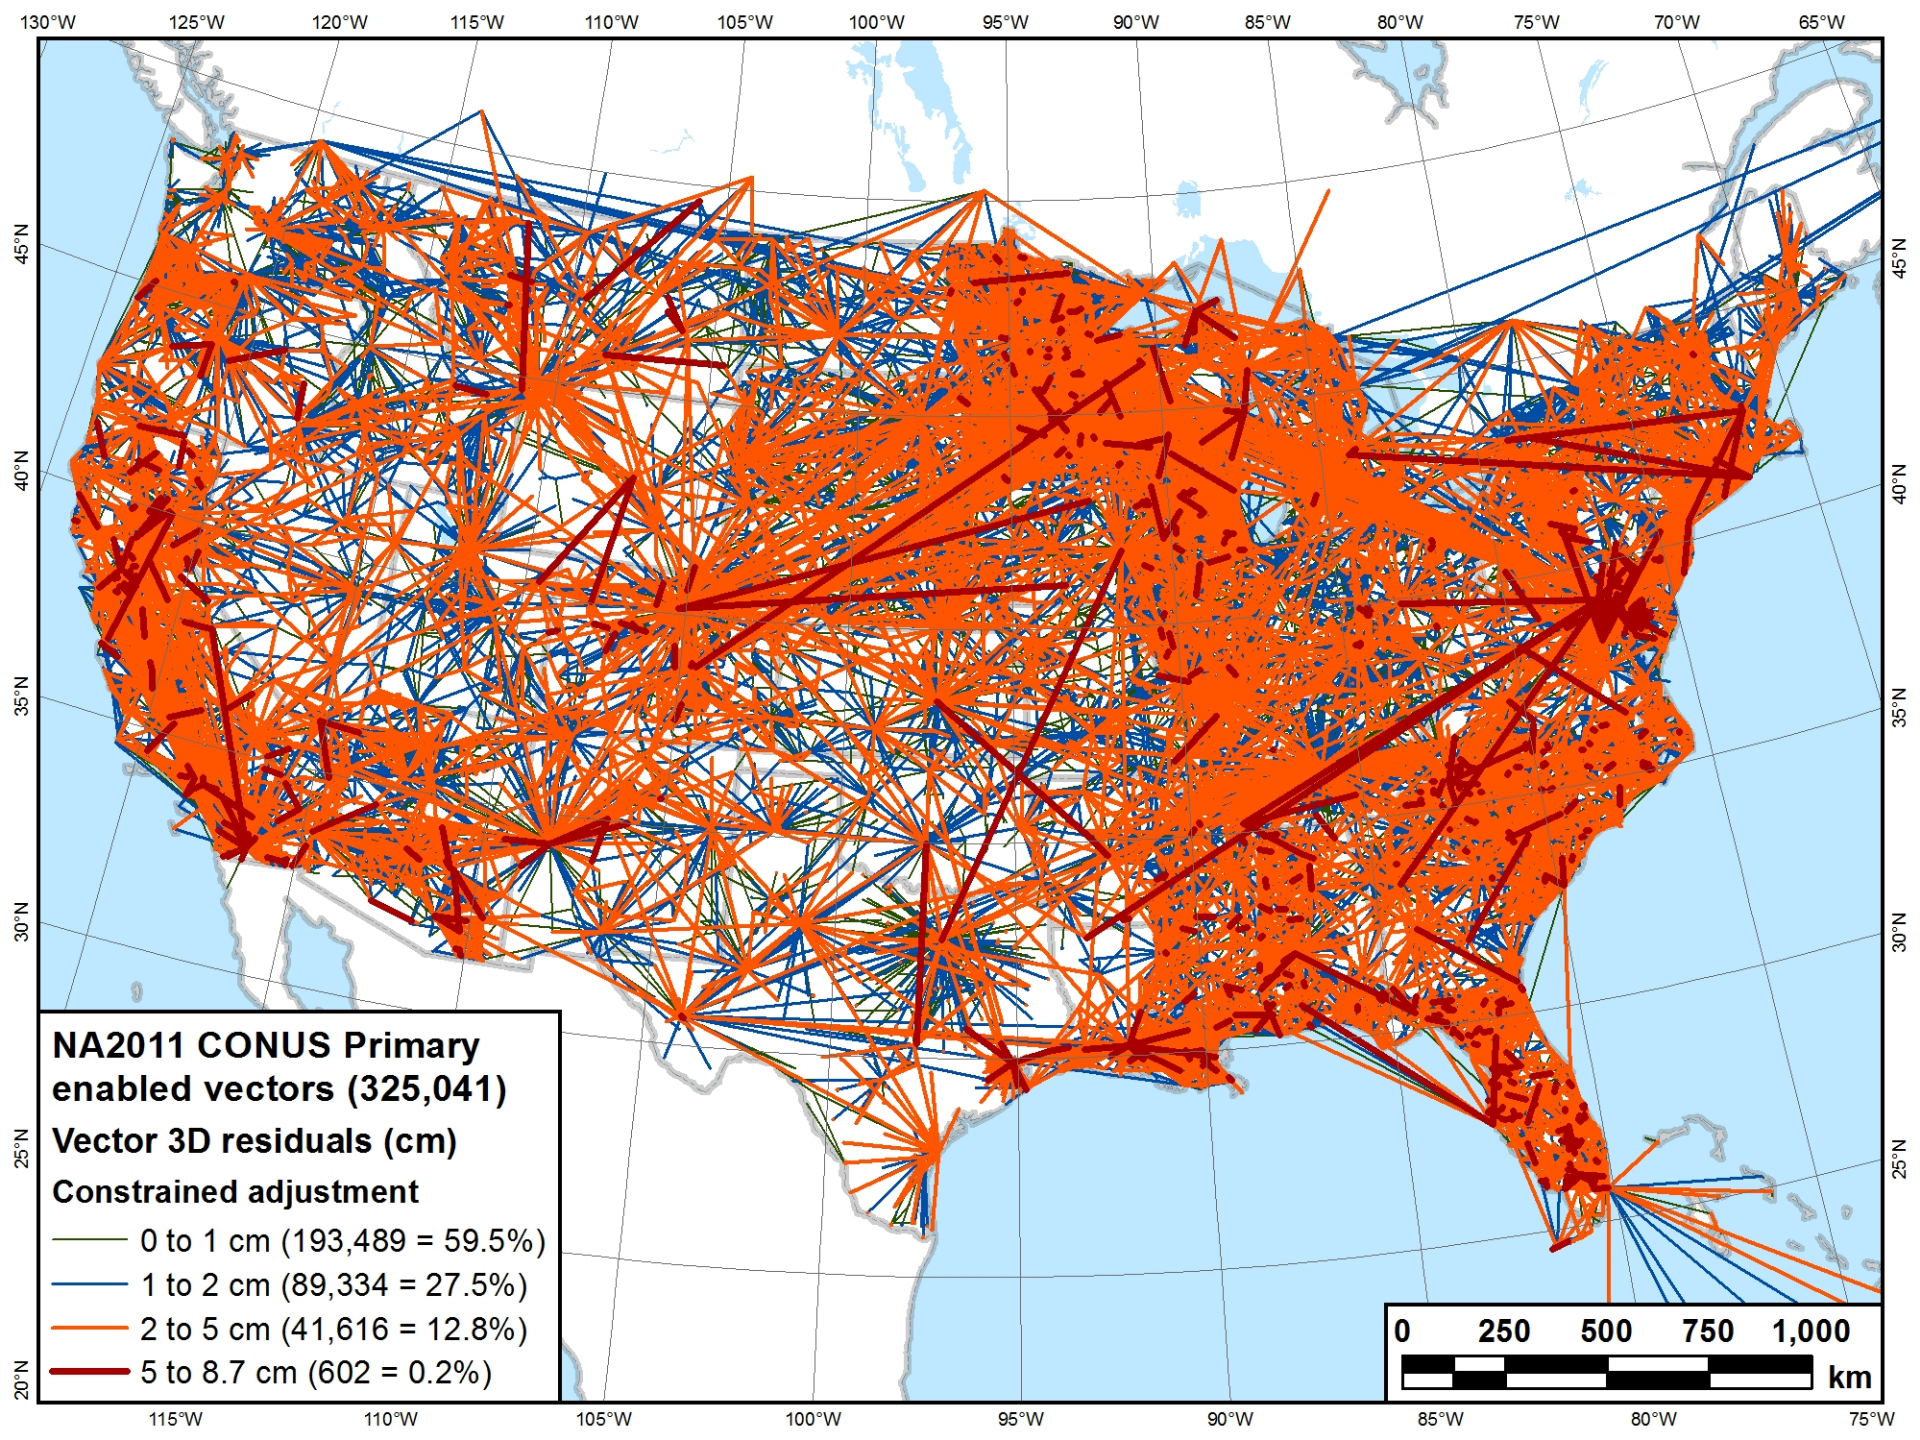 130°W 125°W 120°W 115°W 110°W 105°W 100°W 95°W 90°W 85°W 80°W 75°W 70°W 65°W
45°N
40°N
35°N
30°N
25°N
20°N
45°N
40°N
35°N
30°N
25°N
NA2011 CONUS Primary
enabled vectors (325,041)
Vector 3D residuals (cm)
Constrained adjustment
0 to 1 cm (193,489 = 59.5%)
1 to 2 cm (89,334 = 27.5%)
2 to 5 cm (41,616 = 12.8%)
5 to 8.7 cm (602 = 0.2%)
0 250 500 750 1,000
km
115°W 110°W 105°W 100°W 95°W 90°W 85°W 80°W 75°W